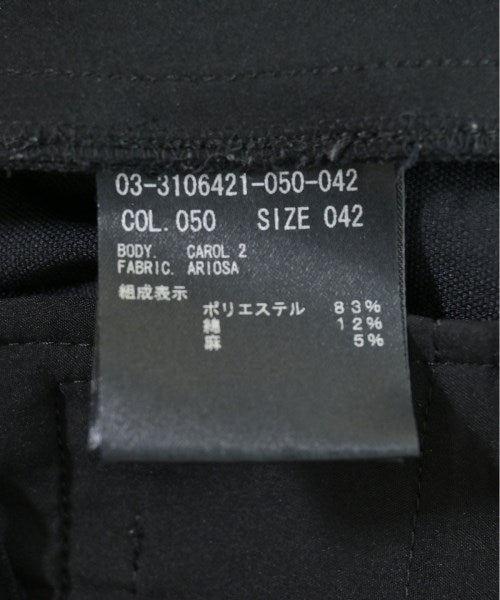 03-3106421-050-042
COL. 050 SIZE 042
BODY. CAROL 2
FABRIC. ARIOSA
組成表示
ポリエステル 83%
綿 12%
麻 5%